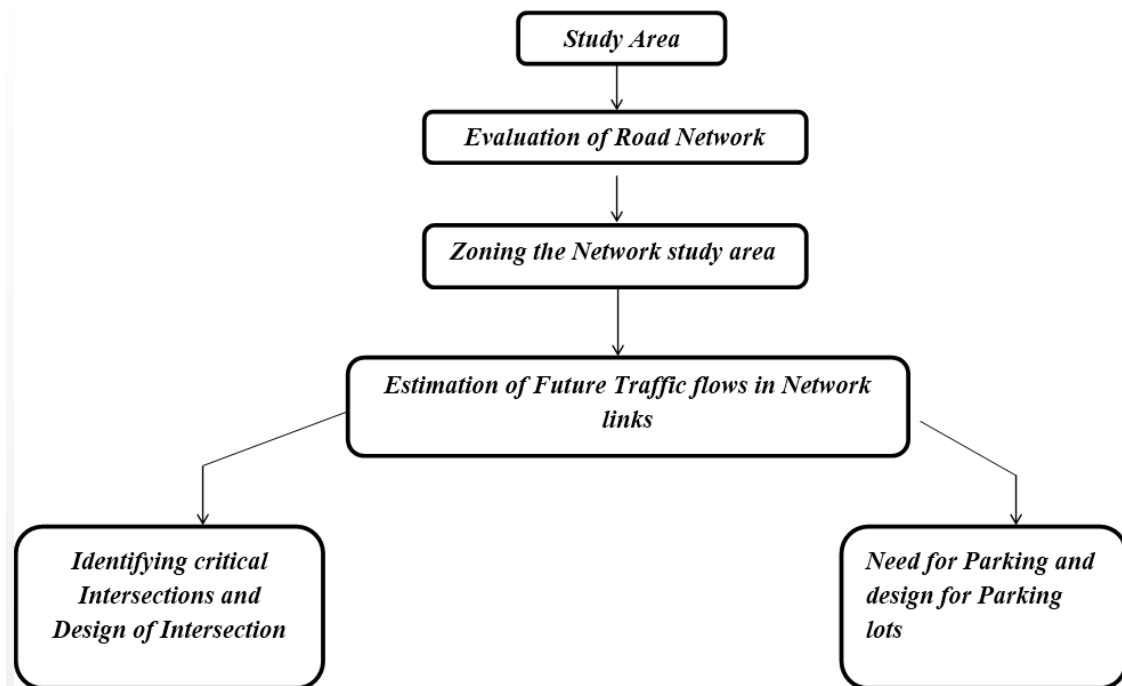 Study Area
Evaluation of Road Network
Zoning the Network study area
Estimation of Future Traffic flows in Network
links
Identifying critical
Intersections and
Design of Intersection
Need for Parking and
design for Parking
lots